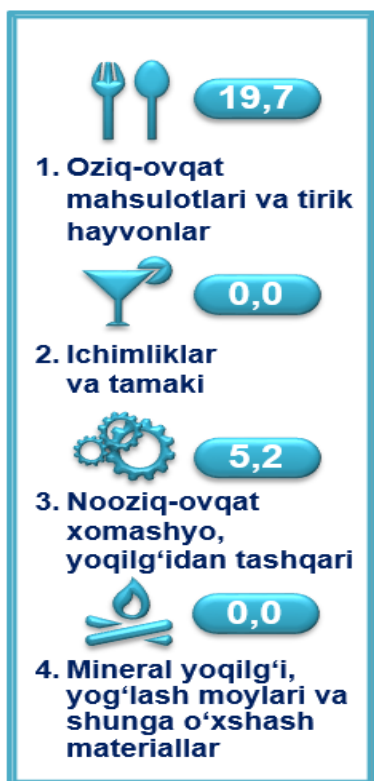 19,7
1. Oziq-ovqat
mahsulotlari va tirik
hayvonlar
0,0
2. Ichimliklar
va tamaki
5,2
3. Nooziq-ovqat
xomashyo,
yoqilg‘idan tashqari
0,0
4. Mineral yoqilg‘i,
yog‘lash moylari va
shunga o‘xshash
materiallar